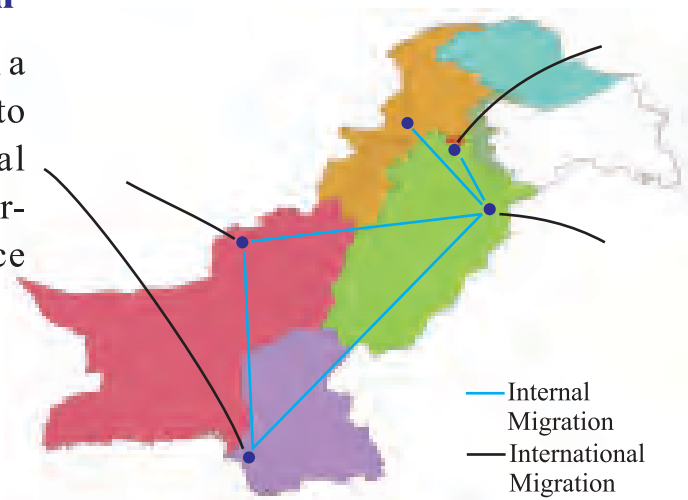 a
to
al
r-
ce
Internal
Migration
International
Migration